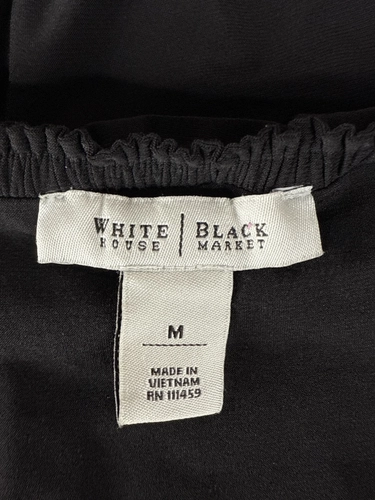 WHITE | BLACK
HOUSE | MARKET
M
MADE IN
VIETNAM
RN 111459